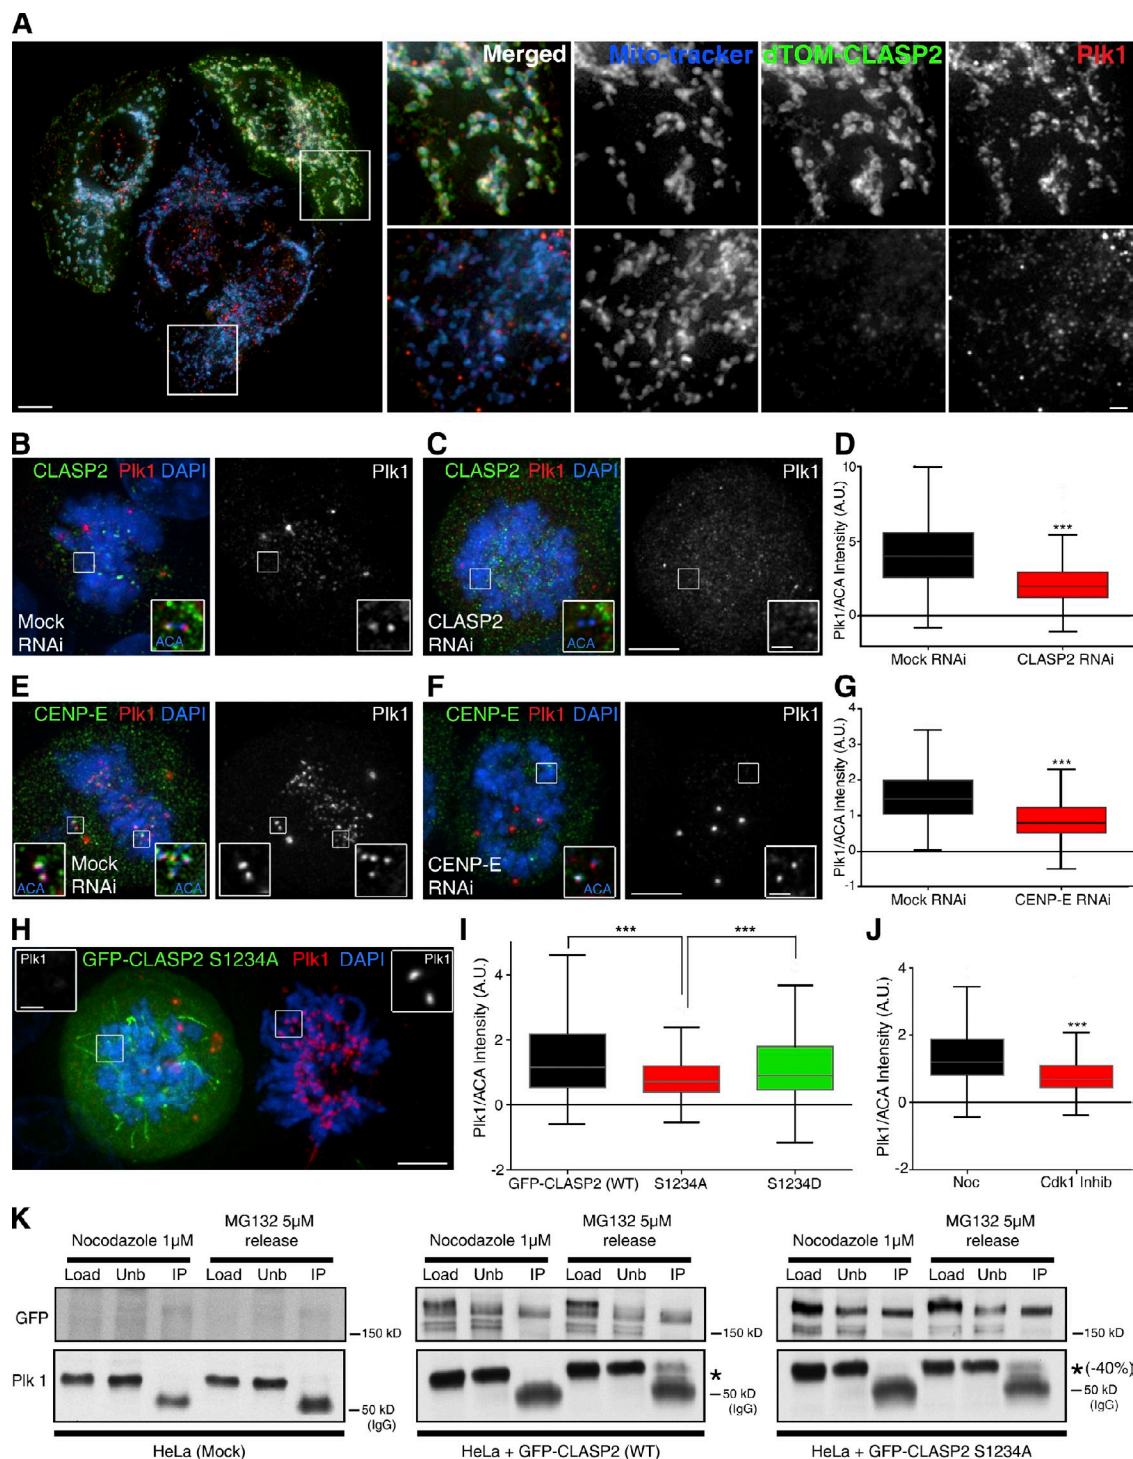 A
Merged
Mito-tracker
dTOM-CLASP2
Plk1
B
CLASP2 Plk1 DAPI
Plk1
Mock
RNAi
ACA
C
CLASP2 Plk1 DAPI
Plk1
CLASP2
RNAi
ACA
D
Plk1/ACA Intensity (A.U.)
10
5
0
***
Mock RNAi
CLASP2 RNAi
E
CENP-E Plk1 DAPI
Plk1
ACA
Mock
RNAi
ACA
F
CENP-E Plk1 DAPI
Plk1
CENP-E
RNAi
ACA
G
Plk1/ACA Intensity (A.U.)
4
3
2
1
0
-1
***
Mock RNAi
CENP-E RNAi
H
Plk1
GFP-CLASP2 S1234A Plk1 DAPI
Plk1
I
Plk1/ACA Intensity (A.U.)
4
2
0
-2
***
***
GFP-CLASP2 (WT)
S1234A
S1234D
J
Plk1/ACA Intensity (A.U.)
4
2
0
-2
***
Noc
Cdk1 Inhib
K
Nocodazole 1µM
MG132 5µM
release
Load Unb IP Load Unb IP
GFP
150 kD
Plk 1
50 kD
(IgG)
HeLa (Mock)
Nocodazole 1µM
MG132 5µM
release
Load Unb IP Load Unb IP
150 kD
*
50 kD
(IgG)
HeLa + GFP-CLASP2 (WT)
Nocodazole 1µM
MG132 5µM
release
Load Unb IP Load Unb IP
150 kD
*(-40%)
50 kD
(IgG)
HeLa + GFP-CLASP2 S1234A